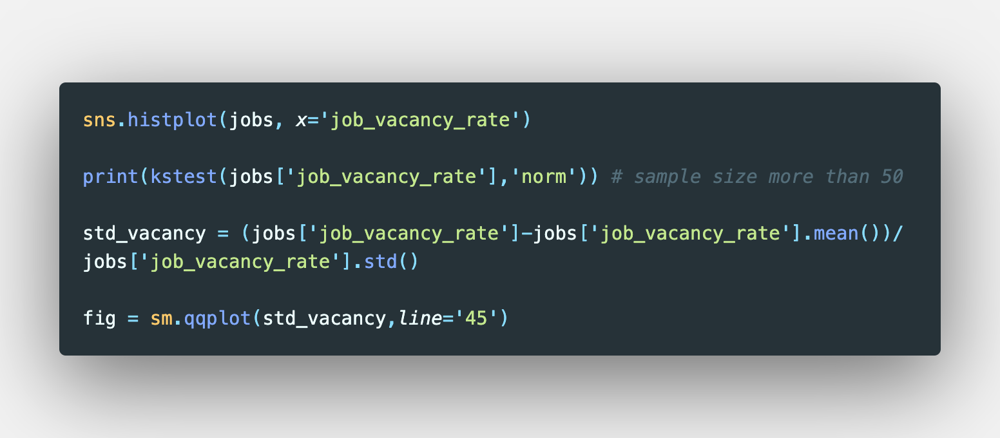 sns.histplot(jobs, x='job_vacancy_rate')
print(kstest(jobs['job_vacancy_rate'],'norm')) # sample size more than 50
std_vacancy = (jobs['job_vacancy_rate']-jobs['job_vacancy_rate'].mean())/
jobs['job_vacancy_rate'].std()
fig = sm.qqplot(std_vacancy,line='45')